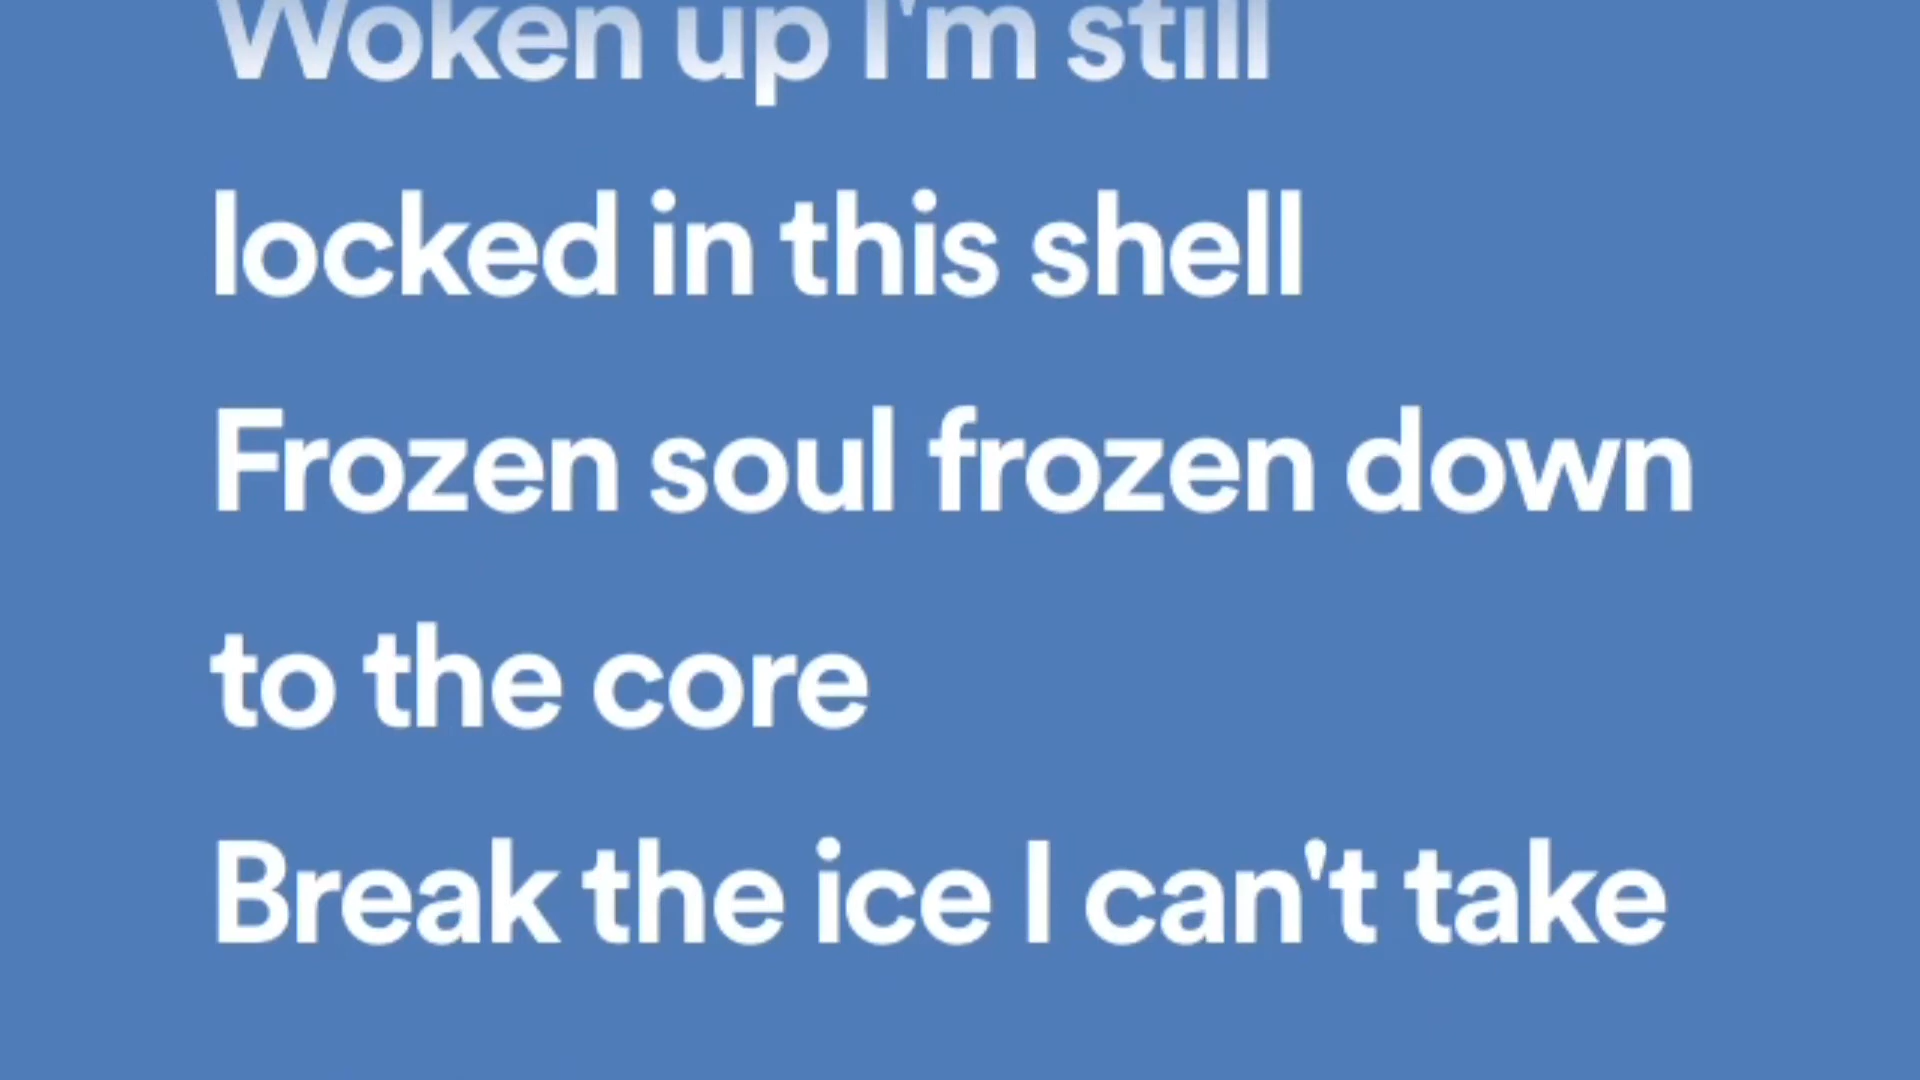 Woken up I'm still
locked in this shell
Frozen soul frozen down
to the core
Break the ice I can't take